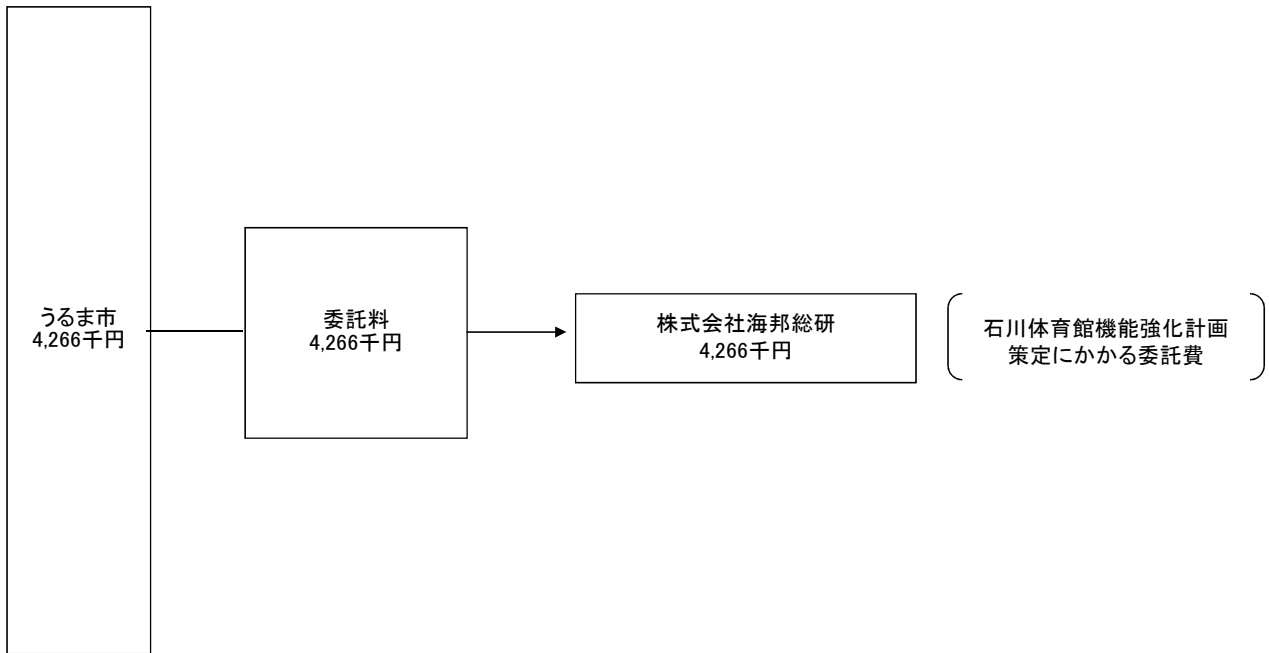 うるま市
4,266千円
委託料
4,266千円
株式会社海邦総研
4,266千円
石川体育館機能強化計画
策定にかかる委託費